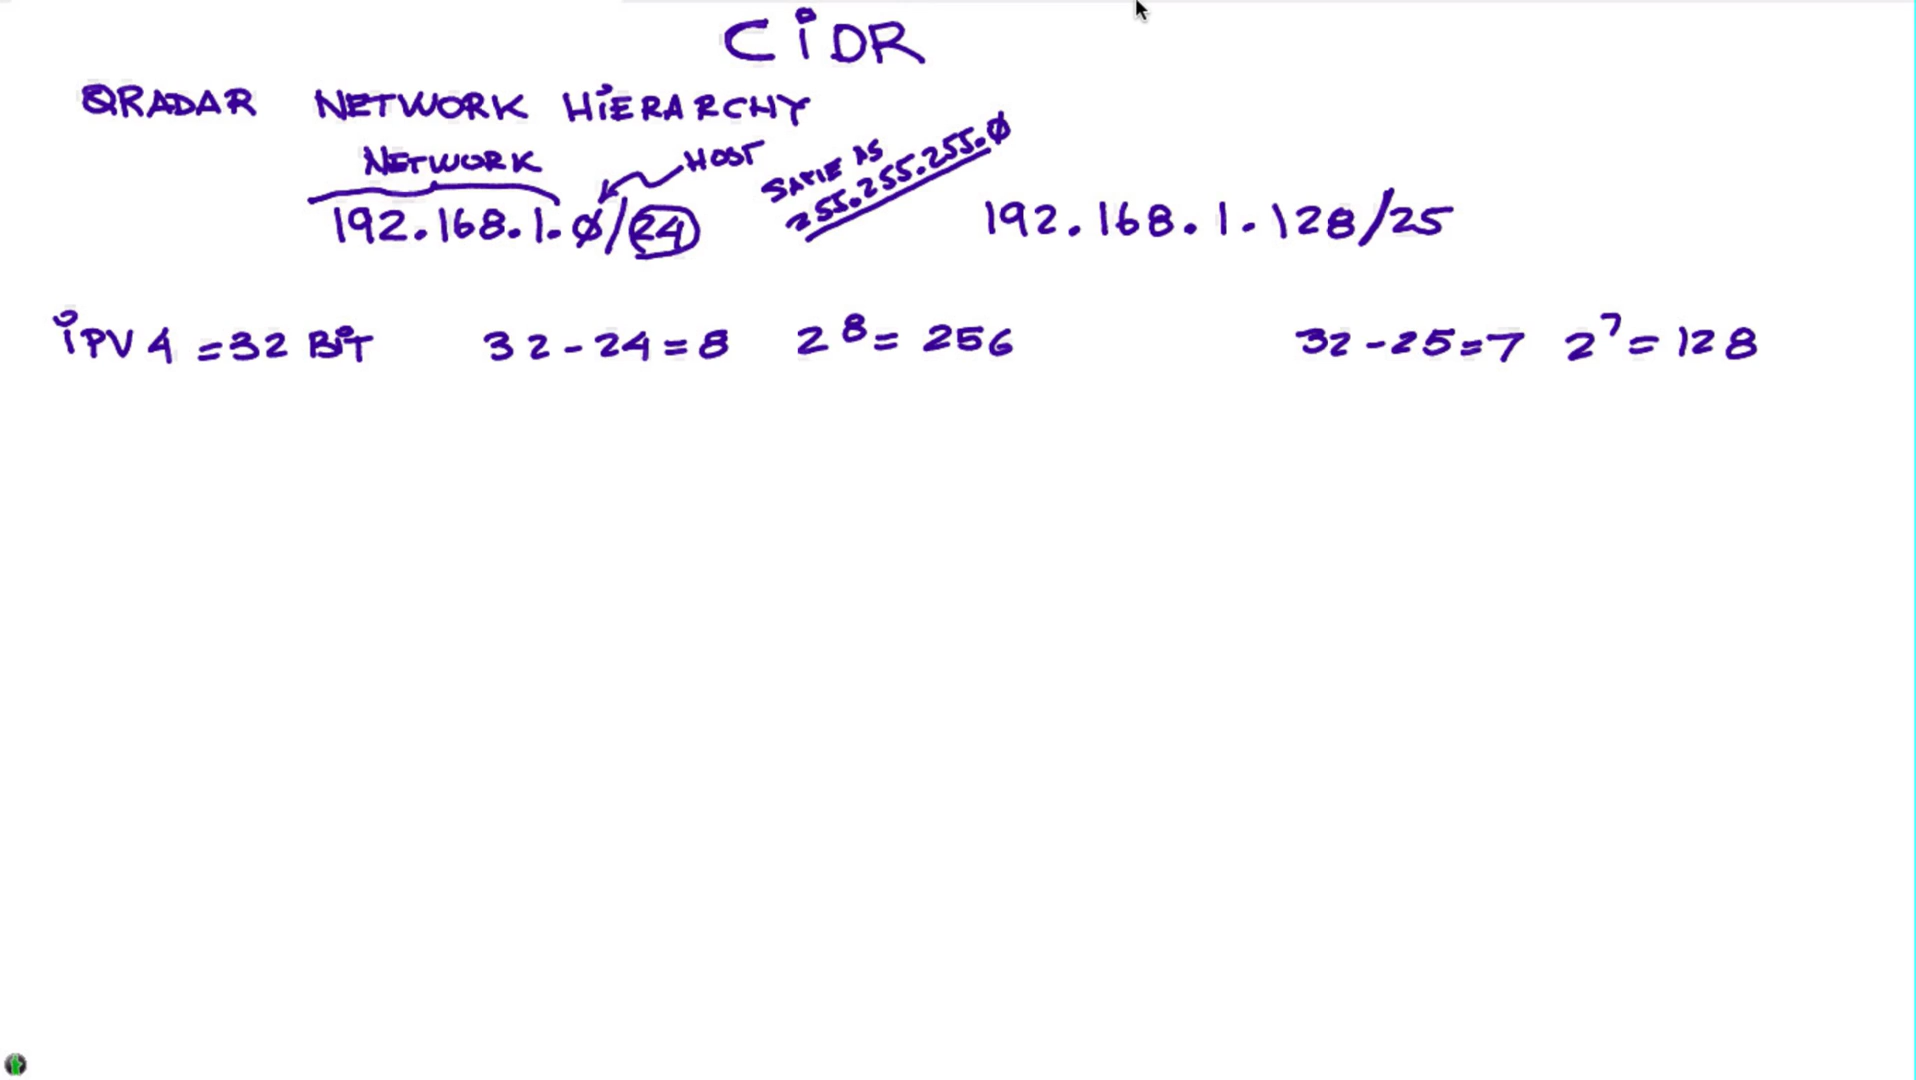 CiDR
QRADAR NETWORK HiERARCHY
NETWORK
HOST
192.168.1.Ø/24
SAME AS
255.255.255.Ø
192.168.1.128/25
iPV4 = 32 BiT
32-24=8
2⁸= 256
32-25=7
2⁷= 128